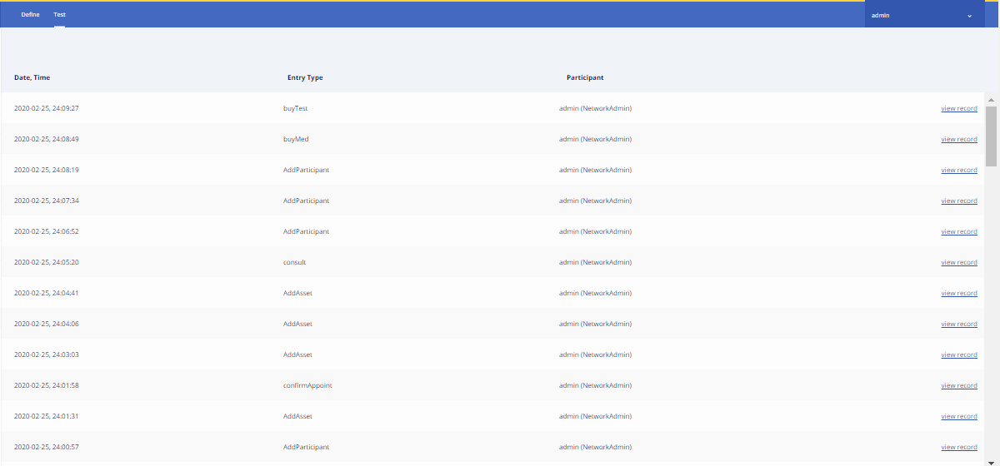 Define Test admin
Date, Time Entry Type Participant
2020-02-25, 24:09:27 buyTest admin (NetworkAdmin) view record
2020-02-25, 24:08:49 buyMed admin (NetworkAdmin) view record
2020-02-25, 24:08:19 AddParticipant admin (NetworkAdmin) view record
2020-02-25, 24:07:34 AddParticipant admin (NetworkAdmin) view record
2020-02-25, 24:06:52 AddParticipant admin (NetworkAdmin) view record
2020-02-25, 24:05:20 consult admin (NetworkAdmin) view record
2020-02-25, 24:04:41 AddAsset admin (NetworkAdmin) view record
2020-02-25, 24:04:06 AddAsset admin (NetworkAdmin) view record
2020-02-25, 24:03:03 AddAsset admin (NetworkAdmin) view record
2020-02-25, 24:01:58 confirmAppoint admin (NetworkAdmin) view record
2020-02-25, 24:01:31 AddAsset admin (NetworkAdmin) view record
2020-02-25, 24:00:57 AddParticipant admin (NetworkAdmin) view record